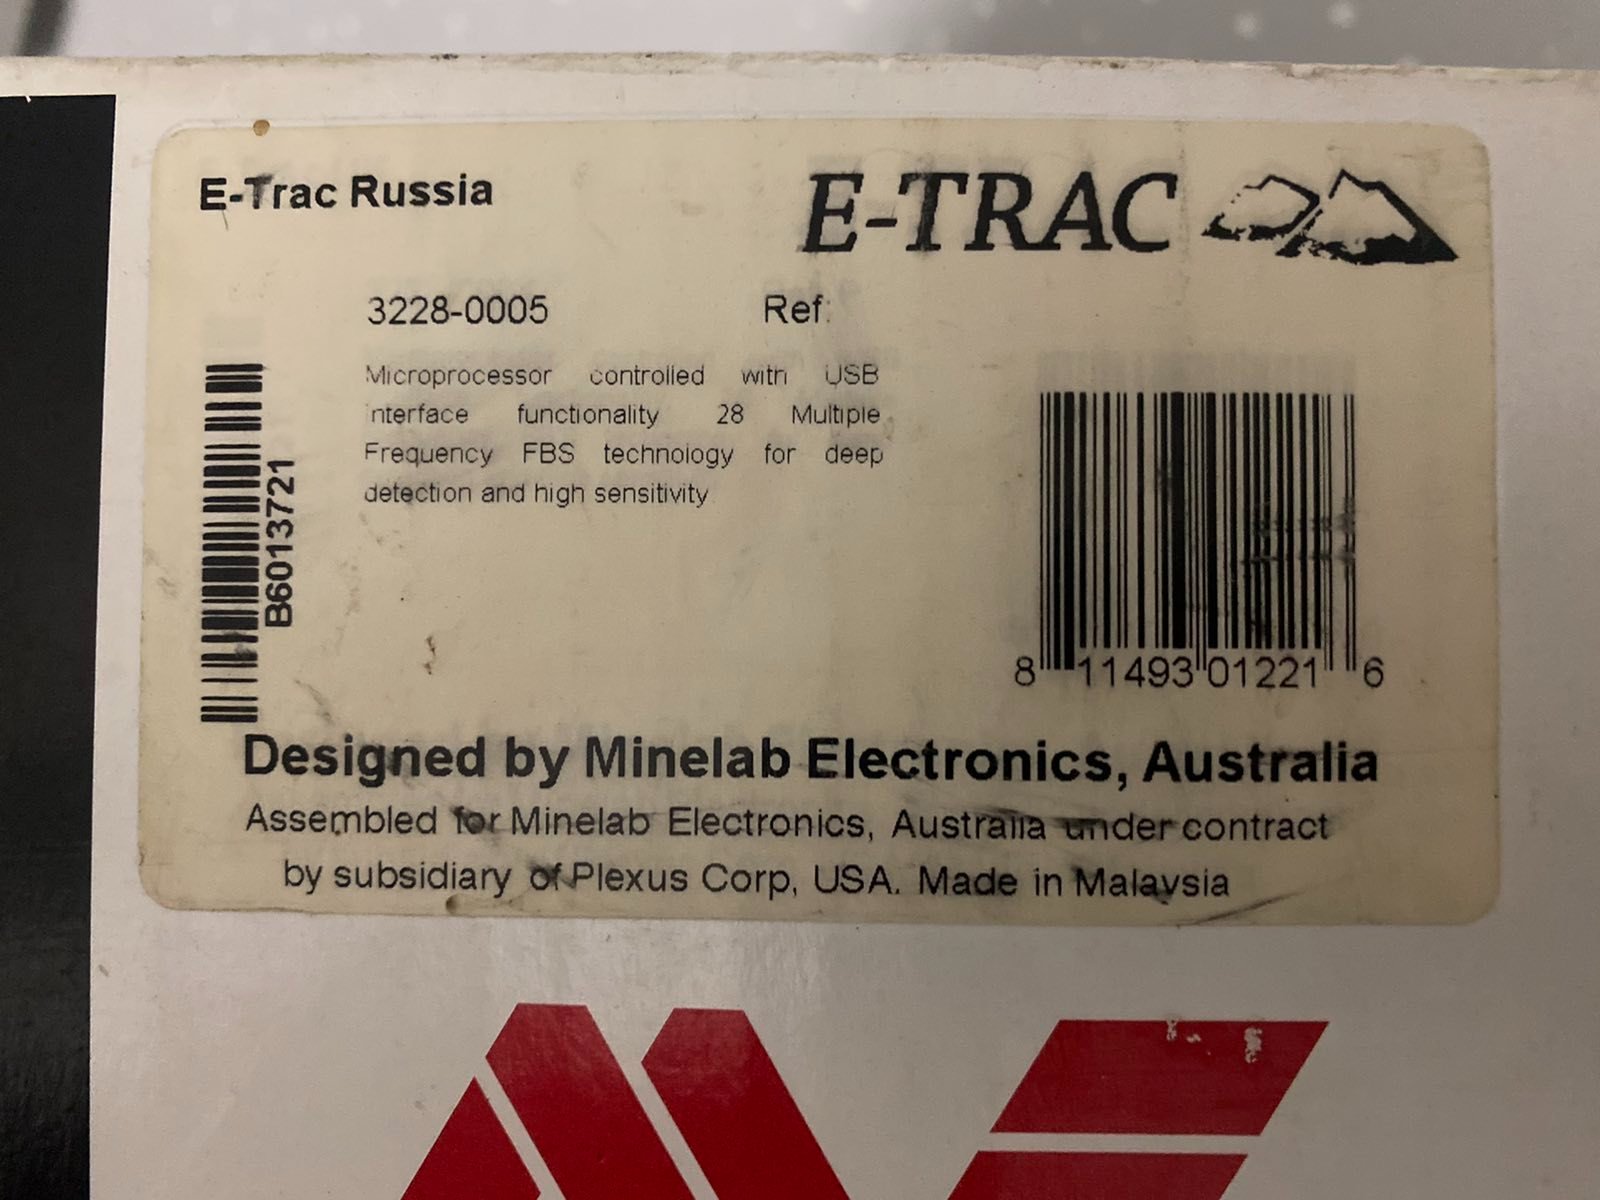 E-Trac Russia
E-TRAC
3228-0005 Ref:
Microprocessor controlled with USB
interface functionality 28 Multiple
Frequency FBS technology for deep
detection and high sensitivity
B6013721
8 11493 01221 6
Designed by Minelab Electronics, Australia
Assembled for Minelab Electronics, Australia under contract
by subsidiary of Plexus Corp, USA. Made in Malaysia